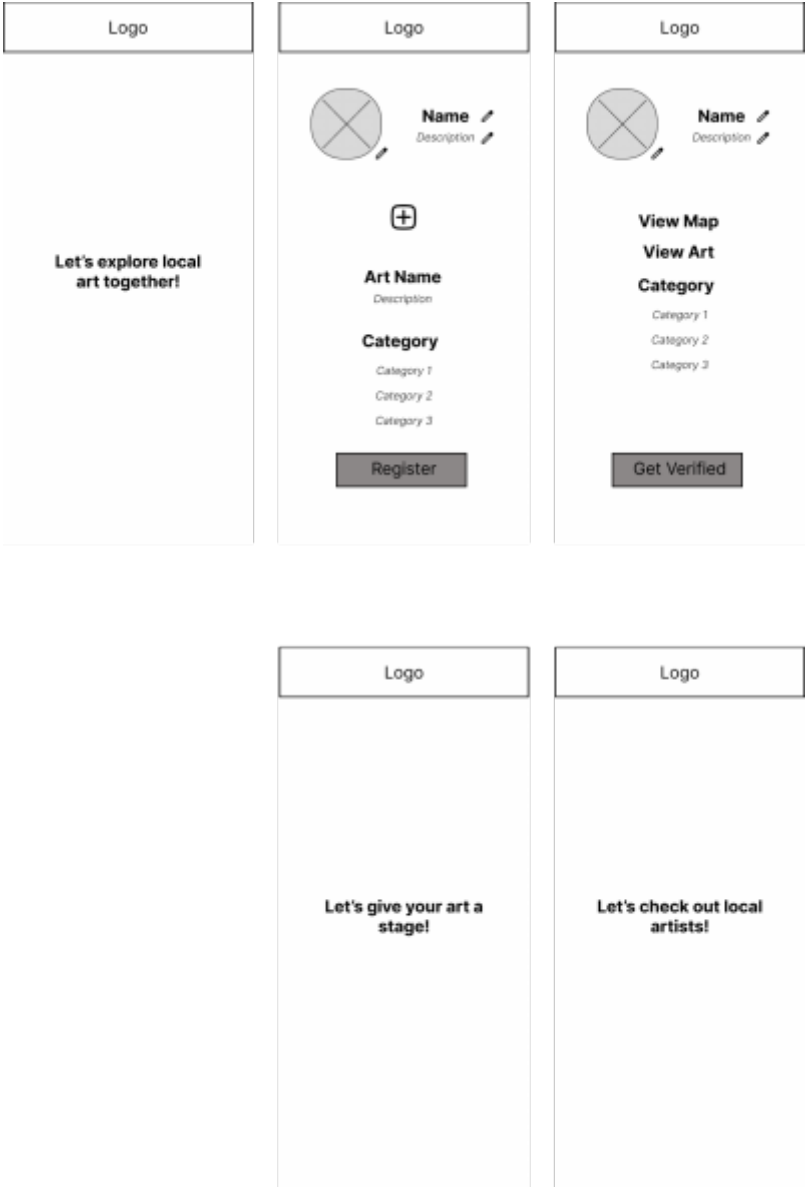 Logo
Let's explore local
art together!
Logo
Name
Description
Art Name
Description
Category
Category 1
Category 2
Category 3
Register
Logo
Name
Description
View Map
View Art
Category
Category 1
Category 2
Category 3
Get Verified
Logo
Let's give your art a
stage!
Logo
Let's check out local
artists!